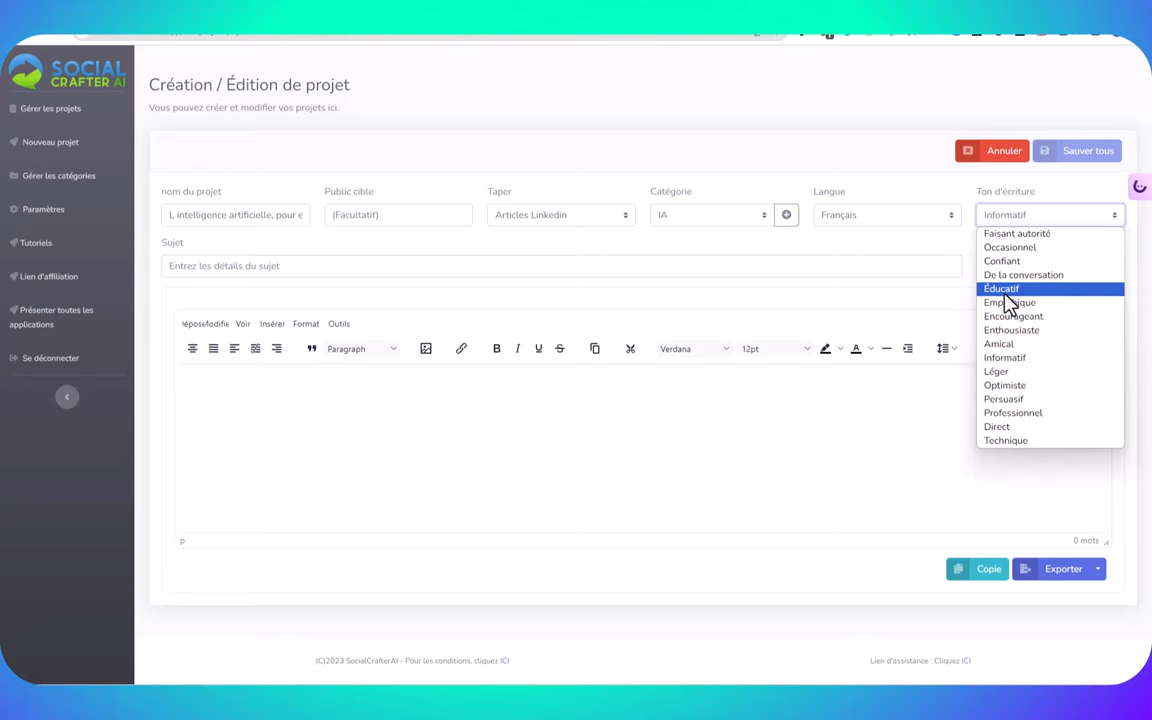 SOCIAL
CRAFTER AI
Gérer les projets
Nouveau projet
Gérer les catégories
Paramètres
Tutoriels
Lien d'affiliation
Présenter toutes les
applications
Se déconnecter
Création / Édition de projet
Vous pouvez créer et modifier vos projets ici.
Annuler
Sauver tous
nom du projet
Public cible
Taper
Catégorie
Langue
Ton d'écriture
L intelligence artificielle, pour e
(Facultatif)
Articles Linkedin
IA
Français
Informatif
Sujet
Entrez les détails du sujet
Faisant autorité
Occasionnel
Confiant
De la conversation
Éducatif
Encourageant
Enthousiaste
Amical
Informatif
Léger
Optimiste
Persuasif
Professionnel
Direct
Technique
Voir
Insérer
Format
Outils
Paragraph
B
I
U
S
Verdana
12pt
A
p
0 mots
Copie
Exporter
(C)2023 SocialCrafterAI - Pour les conditions, cliquez ICI
Lien d'assistance : Cliquez ICI